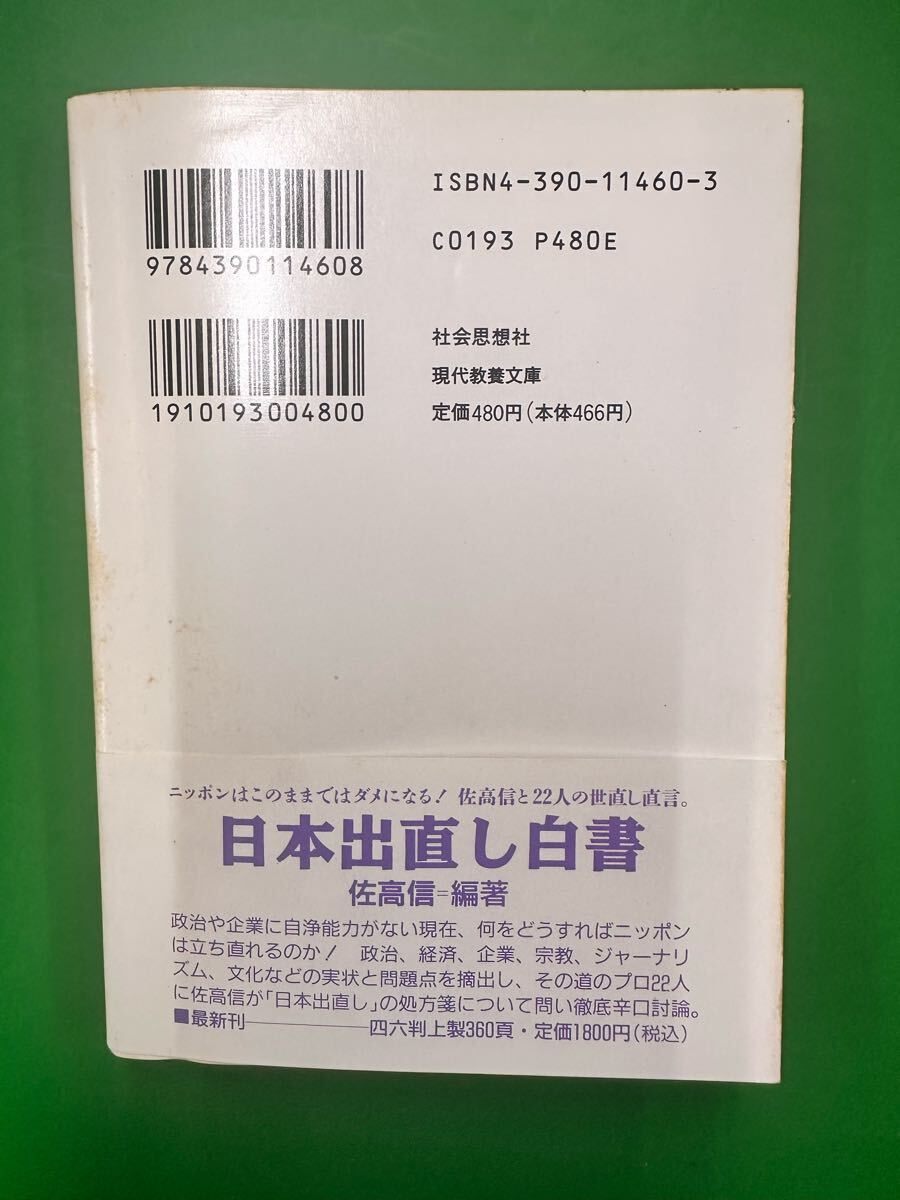 ISBN4-390-11460-3
9784390114608
C0193 P480E
1910193004800
社会思想社
現代教養文庫
定価480円(本体466円)
ニッポンはこのままではダメになる! 佐高信と22人の世直し直言。
日本出直し白書
佐高信=編著
政治や企業に自浄能力がない現在、何をどうすればニッポン
は立ち直れるのか! 政治、経済、企業、宗教、ジャーナリ
ズム、文化などの実状と問題点を摘出し、その道のプロ22人
に佐高信が「日本出直し」の処方箋について問い徹底辛口討論。
■最新刊――――四六判上製360頁・定価1800円(税込)